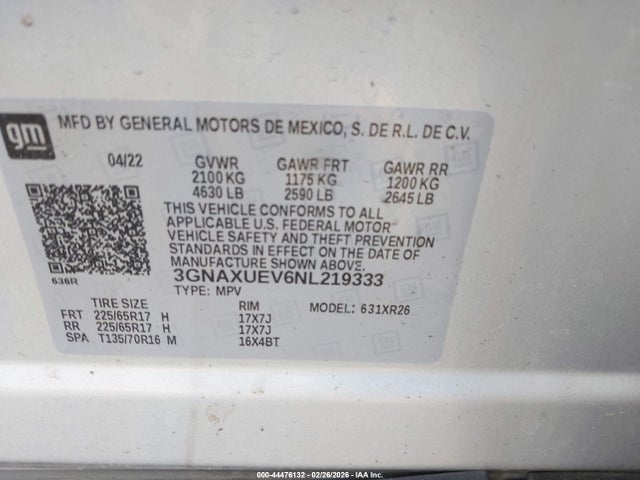 gm
MFD BY GENERAL MOTORS DE MEXICO, S. DE R.L. DE C.V.
04/22 GVWR GAWR FRT GAWR RR
2100 KG 1175 KG 1200 KG
4630 LB 2590 LB 2645 LB
THIS VEHICLE CONFORMS TO ALL
APPLICABLE U.S. FEDERAL MOTOR
VEHICLE SAFETY AND THEFT PREVENTION
STANDARDS IN EFFECT ON THE DATE OF
MANUFACTURE SHOWN ABOVE.
636R 3GNAXUEV6NL219333
TYPE: MPV
TIRE SIZE RIM 631XR26
FRT 225/65R17 H 17X7J
RR 225/65R17 H 17X7J
SPA T135/70R16 M 16X4BT
000-44476132 - 02/26/2026 - IAA Inc.